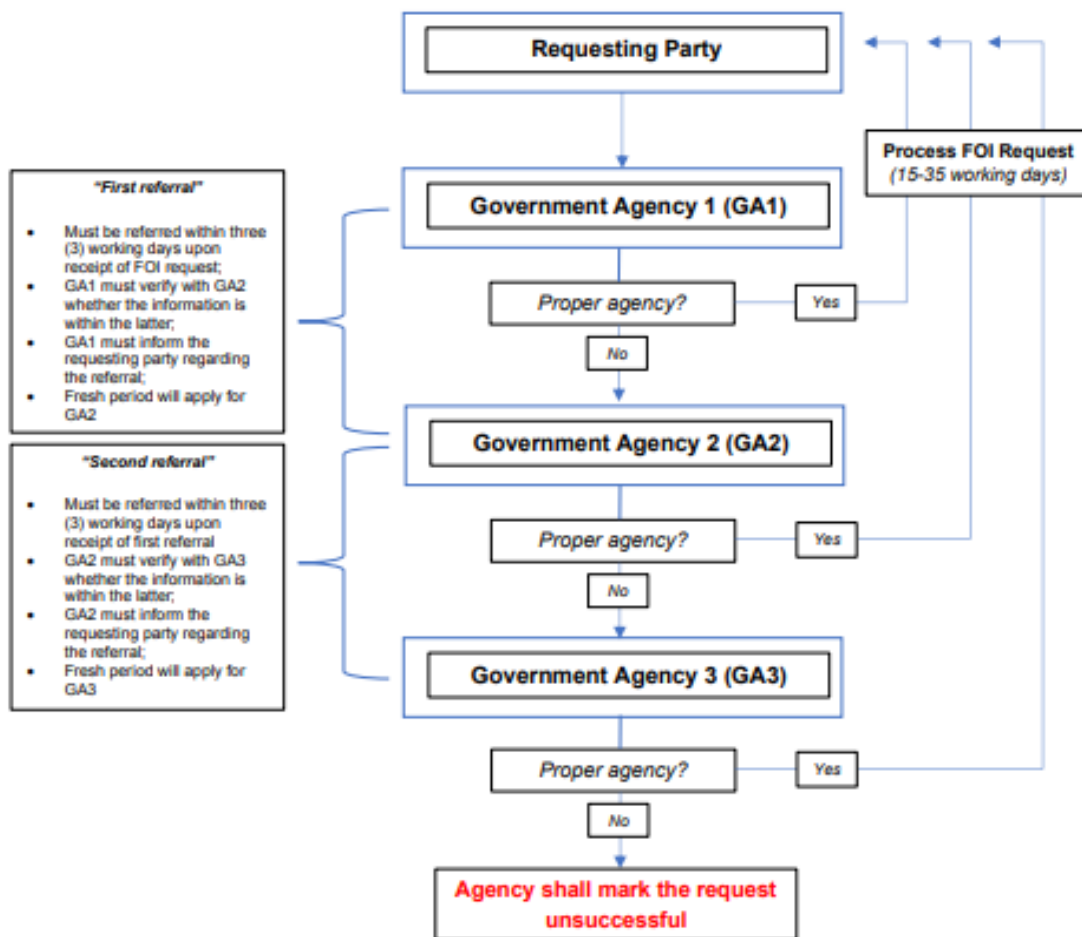 Requesting Party
Process FOI Request
(15-35 working days)
"First referral"
• Must be referred within three
(3) working days upon
receipt of FOI request;
• GA1 must verify with GA2
whether the information is
within the latter;
• GA1 must inform the
requesting party regarding
the referral;
• Fresh period will apply for
GA2
Government Agency 1 (GA1)
Proper agency?
Yes
No
Government Agency 2 (GA2)
"Second referral"
• Must be referred within three
(3) working days upon
receipt of first referral
• GA2 must verify with GA3
whether the information is
within the latter;
• GA2 must inform the
requesting party regarding
the referral;
• Fresh period will apply for
GA3
Proper agency?
Yes
No
Government Agency 3 (GA3)
Proper agency?
Yes
No
Agency shall mark the request
unsuccessful